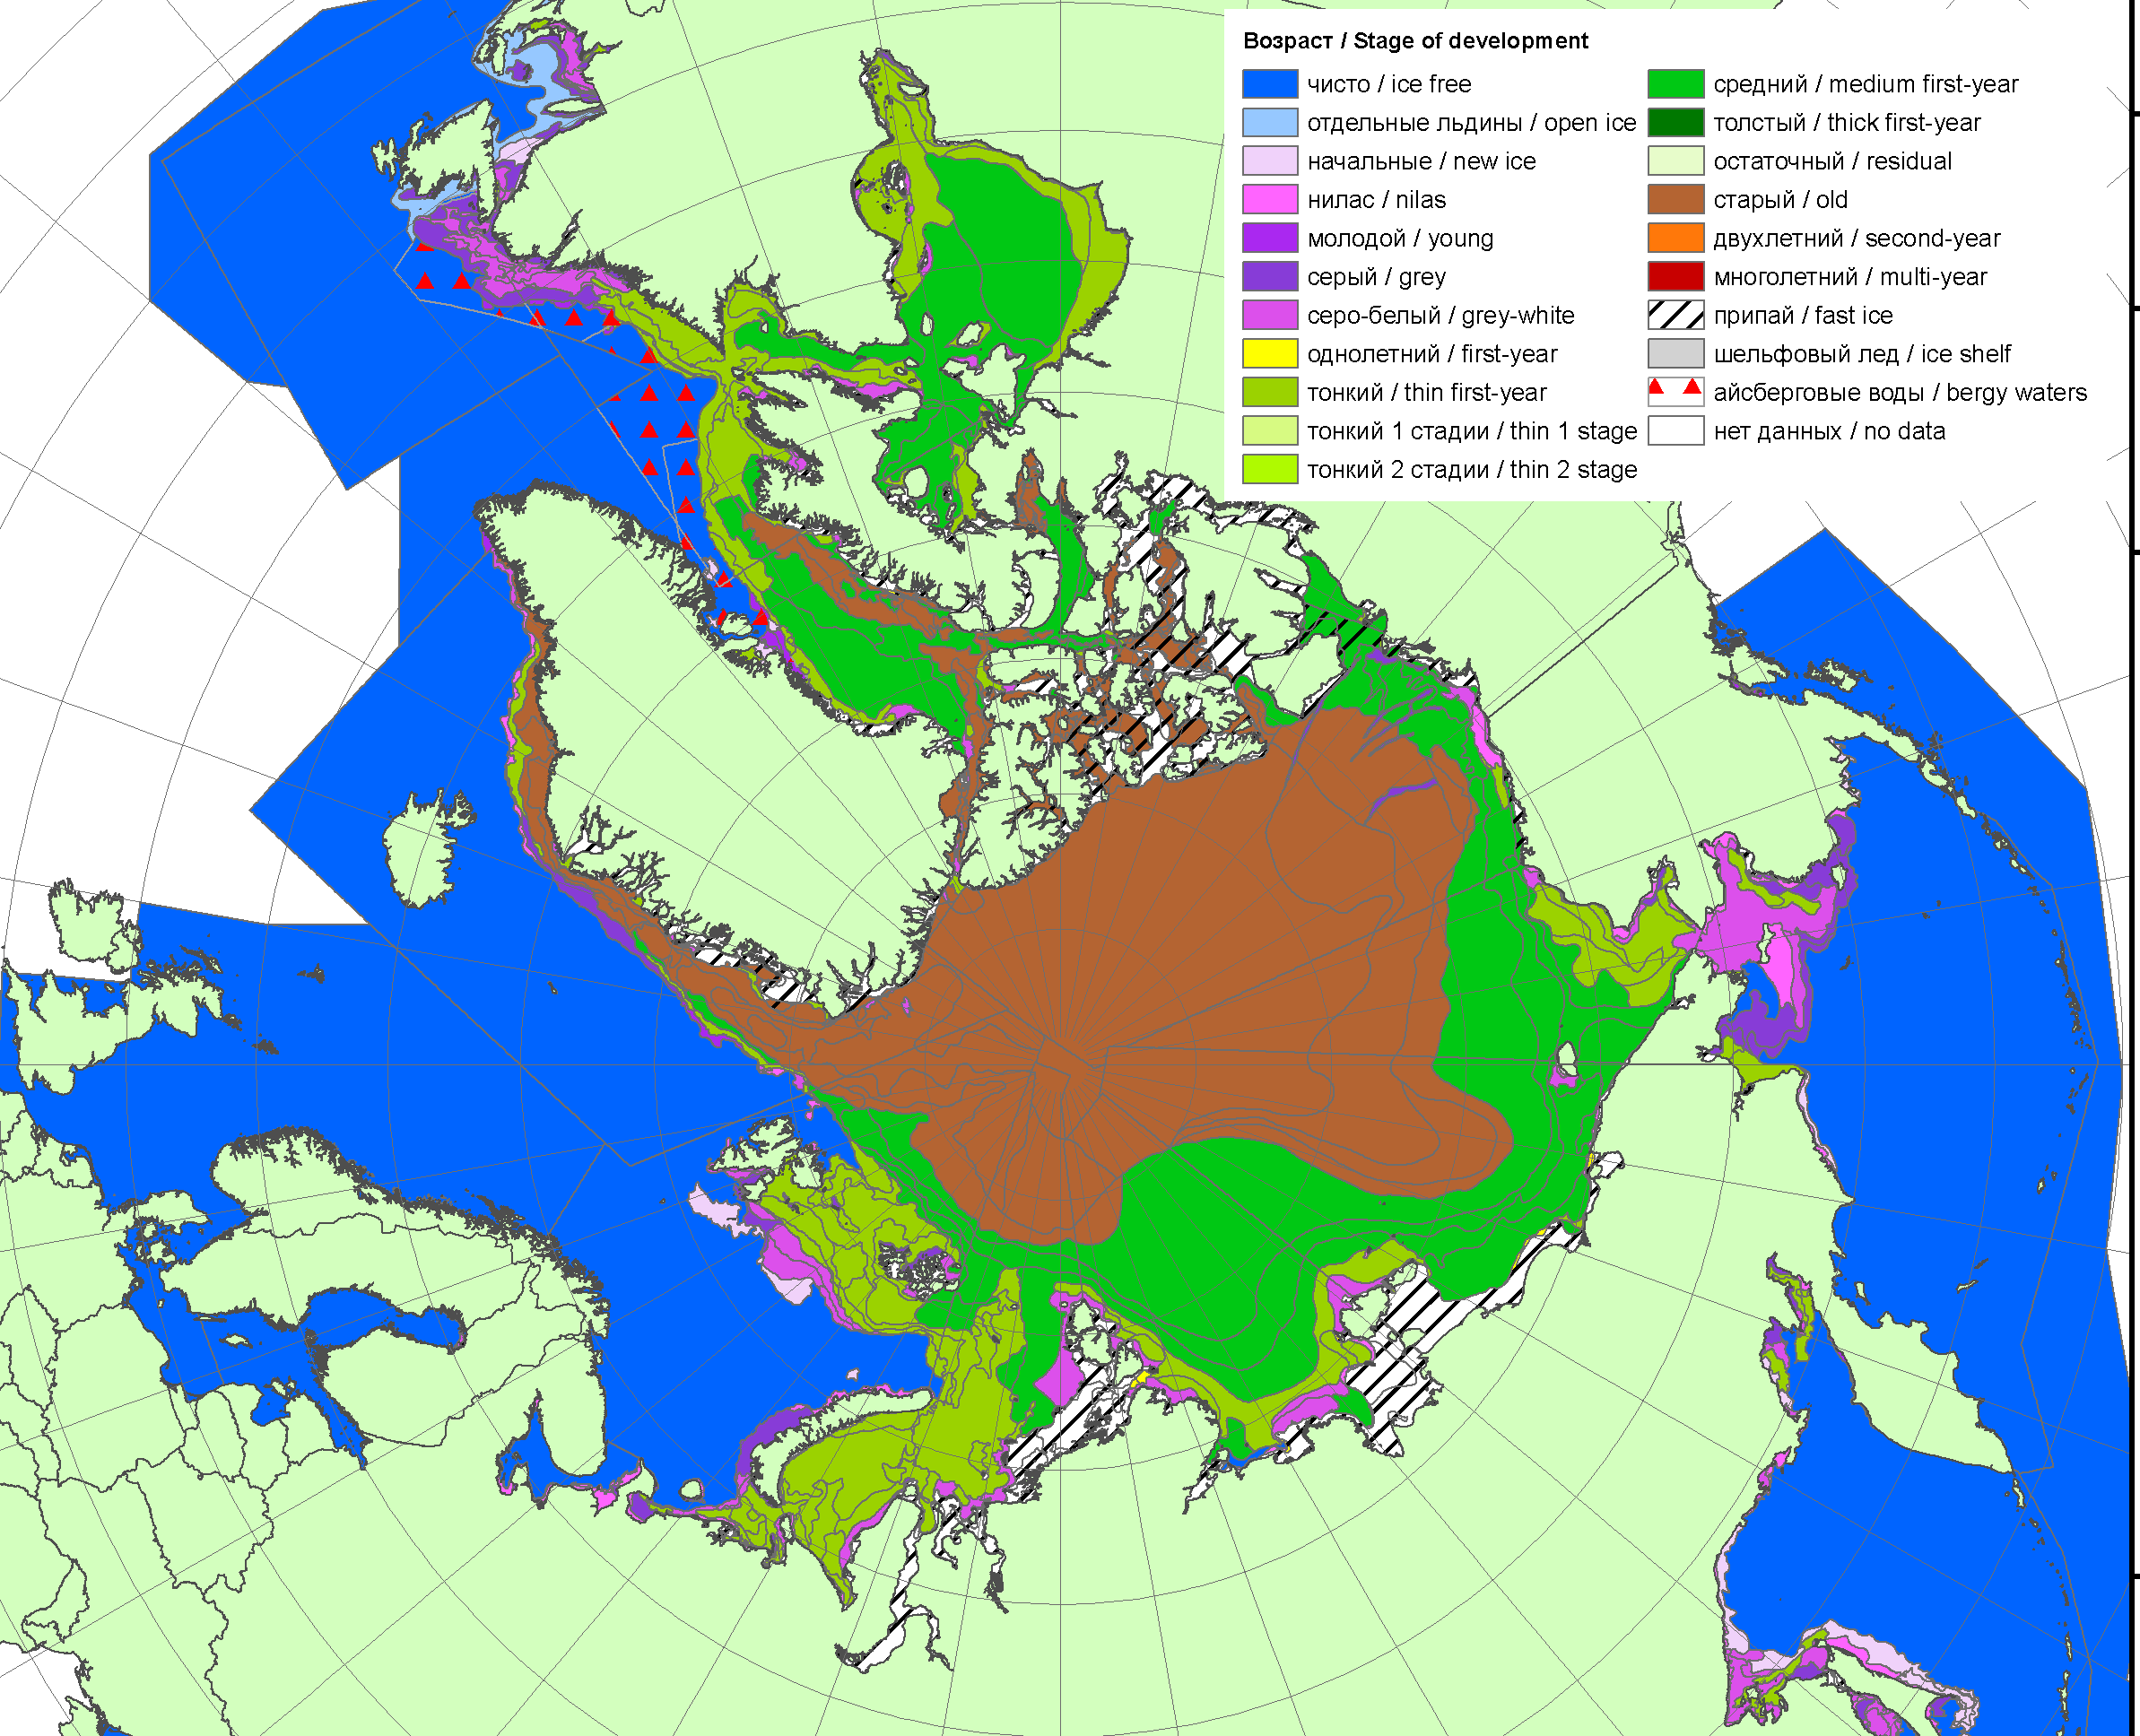 Возраст / Stage of development
чисто / ice free
отдельные льдины / open ice
начальные / new ice
нилас / nilas
молодой / young
серый / grey
серо-белый / grey-white
однолетний / first-year
тонкий / thin first-year
тонкий 1 стадии / thin 1 stage
тонкий 2 стадии / thin 2 stage
средний / medium first-year
толстый / thick first-year
остаточный / residual
старый / old
двухлетний / second-year
многолетний / multi-year
припай / fast ice
шельфовый лед / ice shelf
айсберговые воды / bergy waters
нет данных / no data